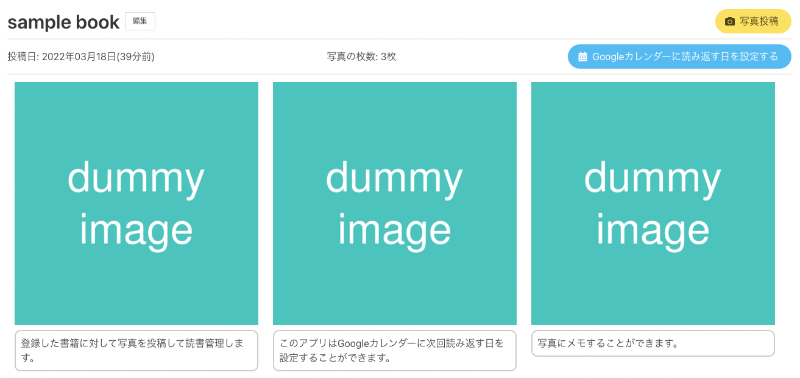 sample book 編集 写真投稿
投稿日: 2022年03月18日(39分前) 写真の枚数: 3枚 Googleカレンダーに読み返す日を設定する
dummy
image
dummy
image
dummy
image
登録した書籍に対して写真を投稿して読書管理しま
す。
このアプリはGoogleカレンダーに次回読み返す日を
設定することができます。
写真にメモすることができます。